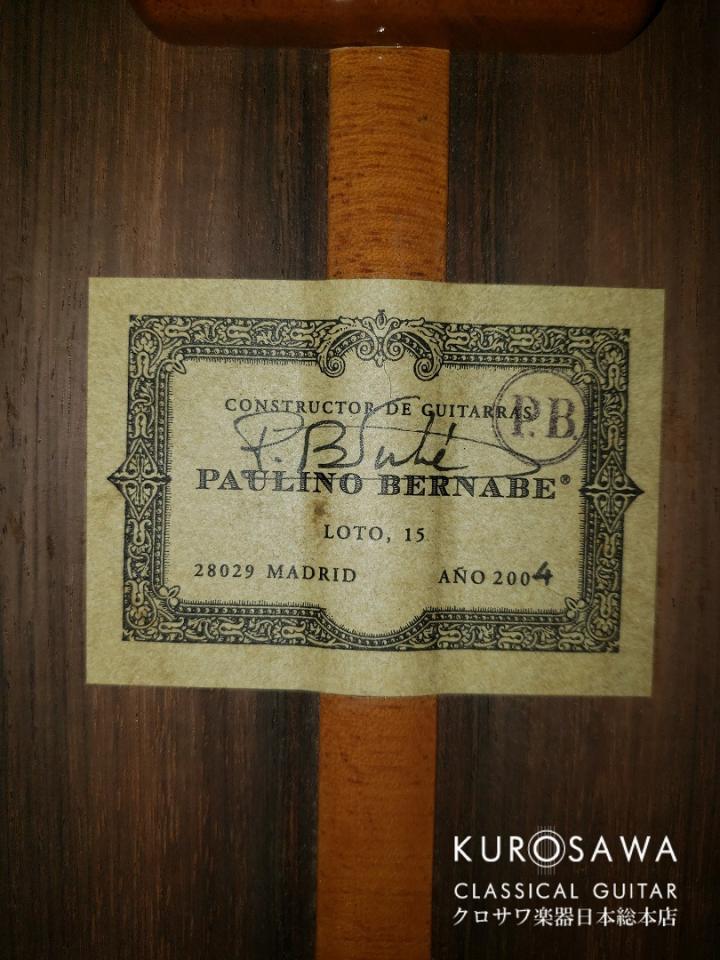 CONSTRUCTOR DE GUITARRAS
P.B.
P. Bernabé
PAULINO BERNABE®
LOTO, 15
28029 MADRID AÑO 2004
KUROSAWA
CLASSICAL GUITAR
クロサワ楽器日本総本店